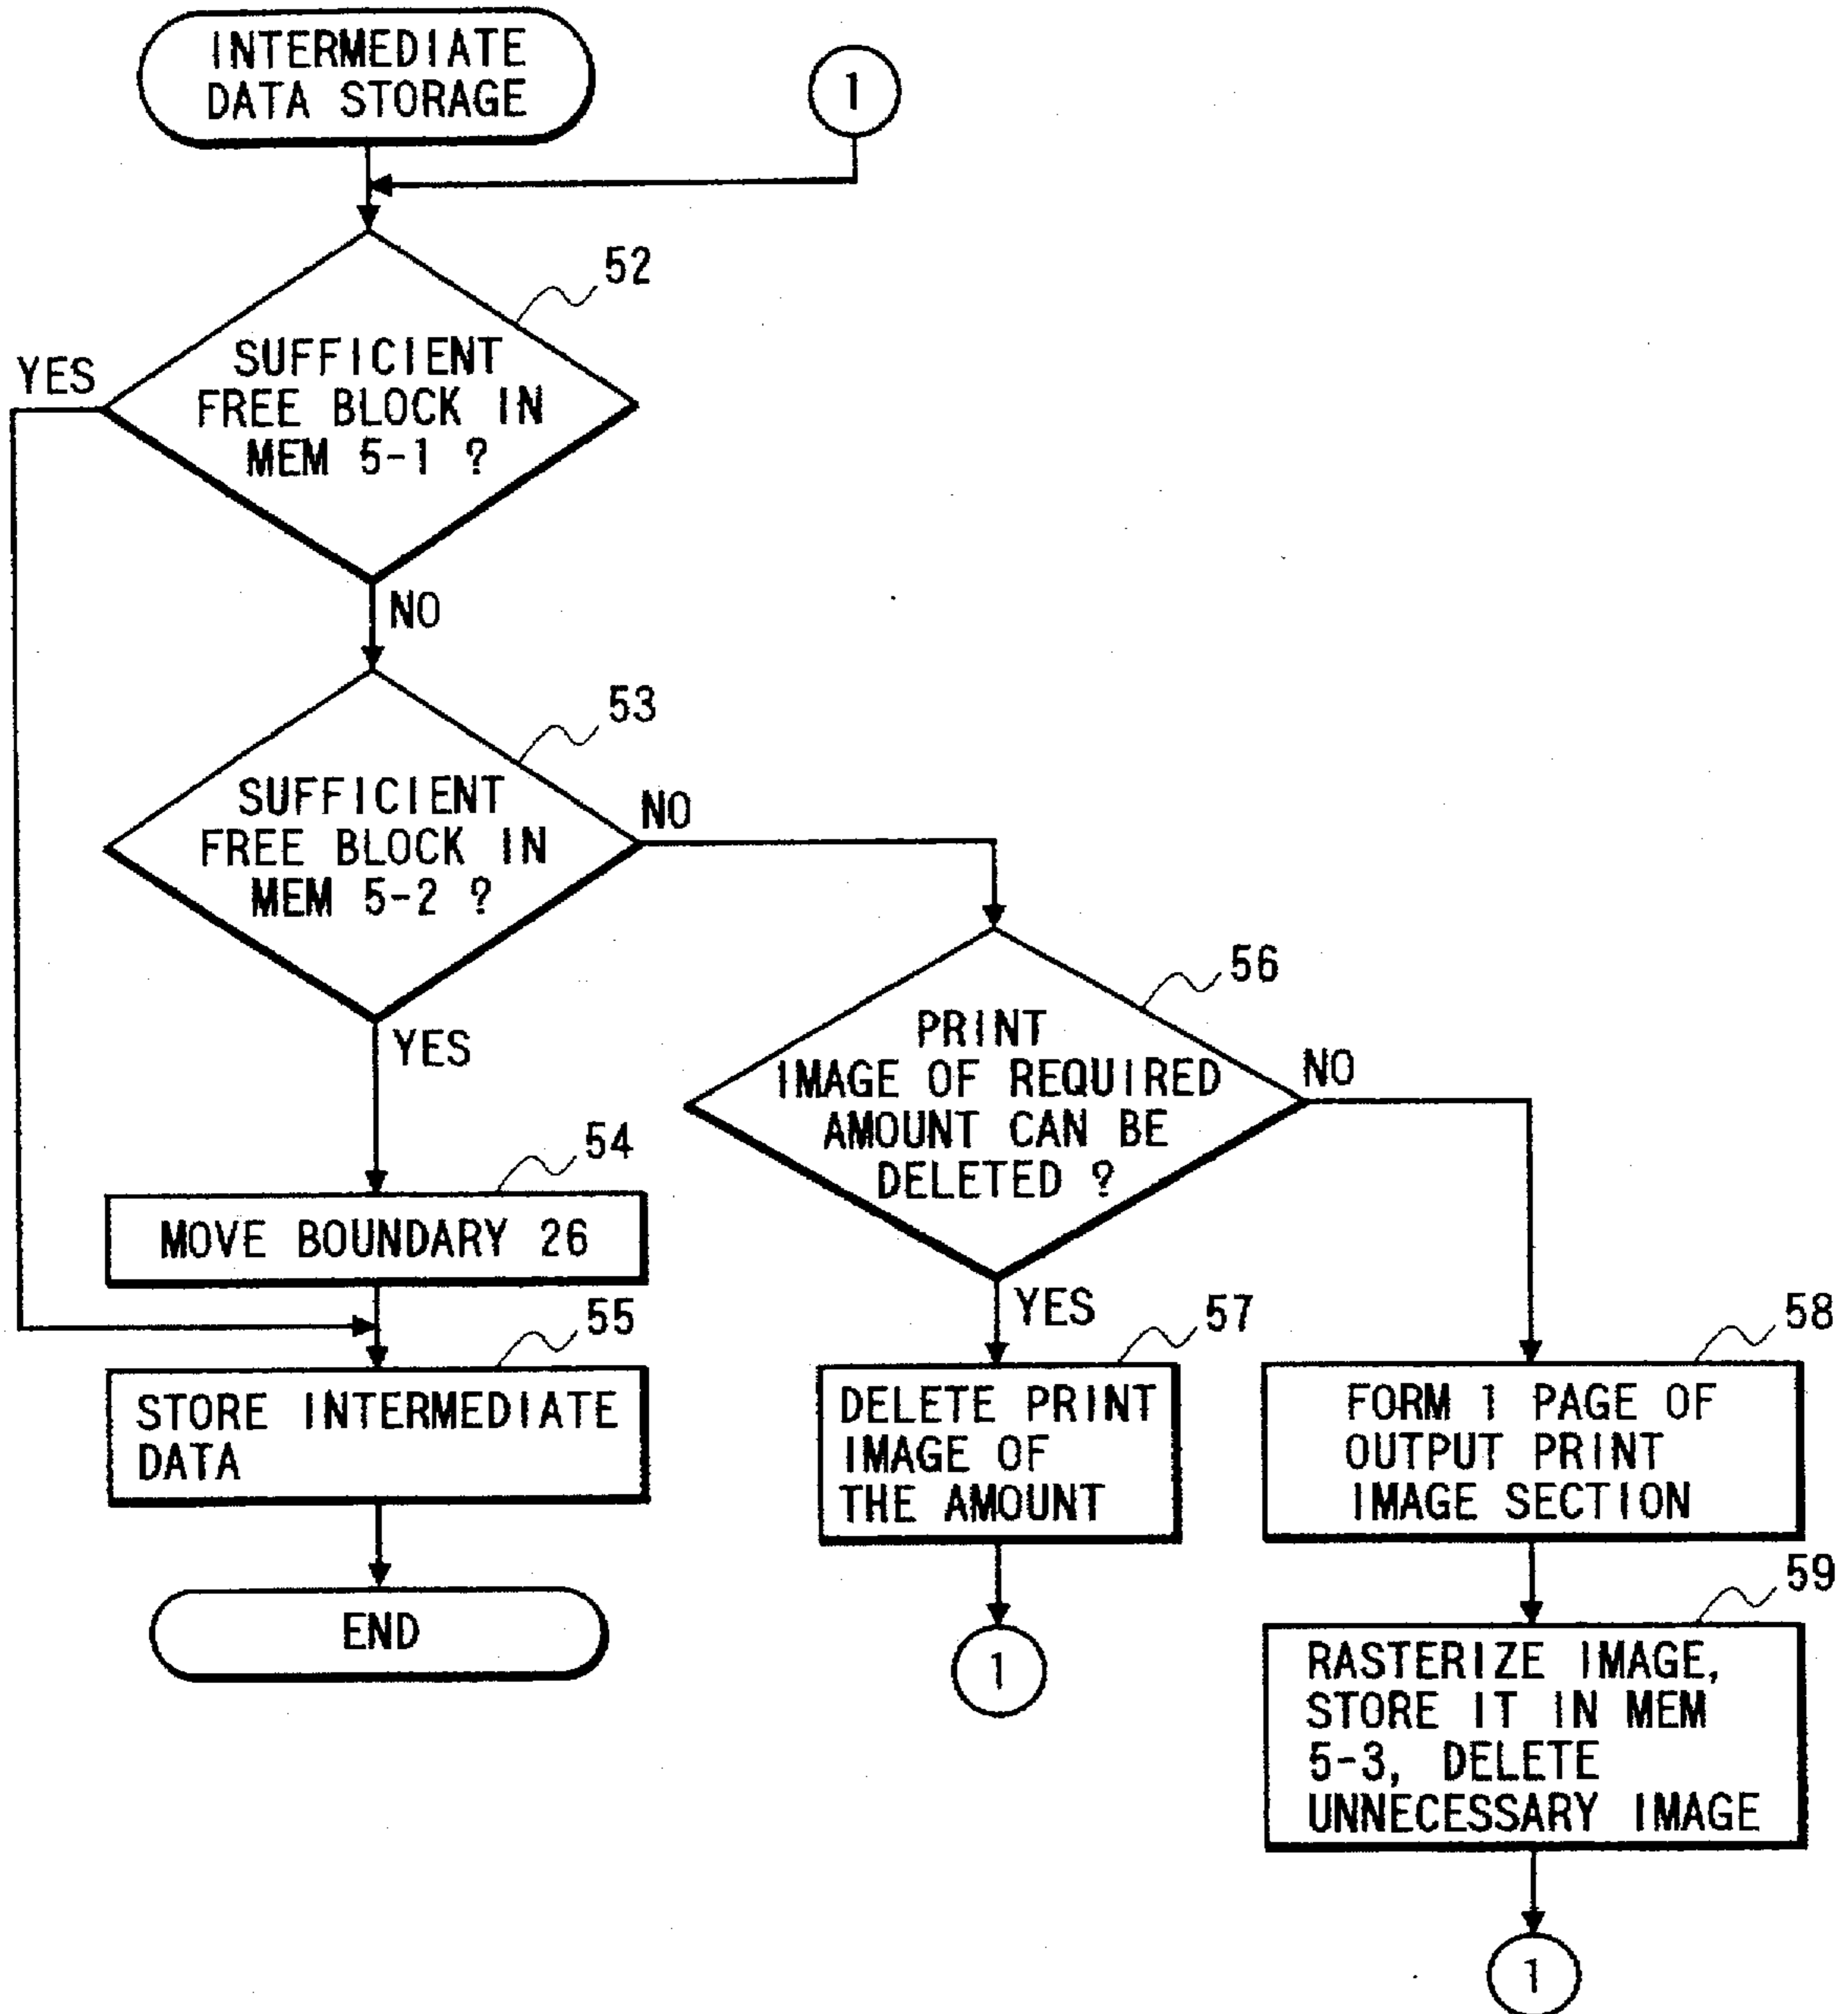 INTERMEDIATE
DATA STORAGE
1
52
SUFFICIENT
FREE BLOCK IN
MEM 5-1 ?
YES
NO
53
SUFFICIENT
FREE BLOCK IN
MEM 5-2 ?
NO
YES
56
PRINT
IMAGE OF REQUIRED
AMOUNT CAN BE
DELETED ?
NO
YES
54
MOVE BOUNDARY 26
55
STORE INTERMEDIATE
DATA
END
57
DELETE PRINT
IMAGE OF
THE AMOUNT
1
58
FORM 1 PAGE OF
OUTPUT PRINT
IMAGE SECTION
59
RASTERIZE IMAGE,
STORE IT IN MEM
5-3, DELETE
UNNECESSARY IMAGE
1